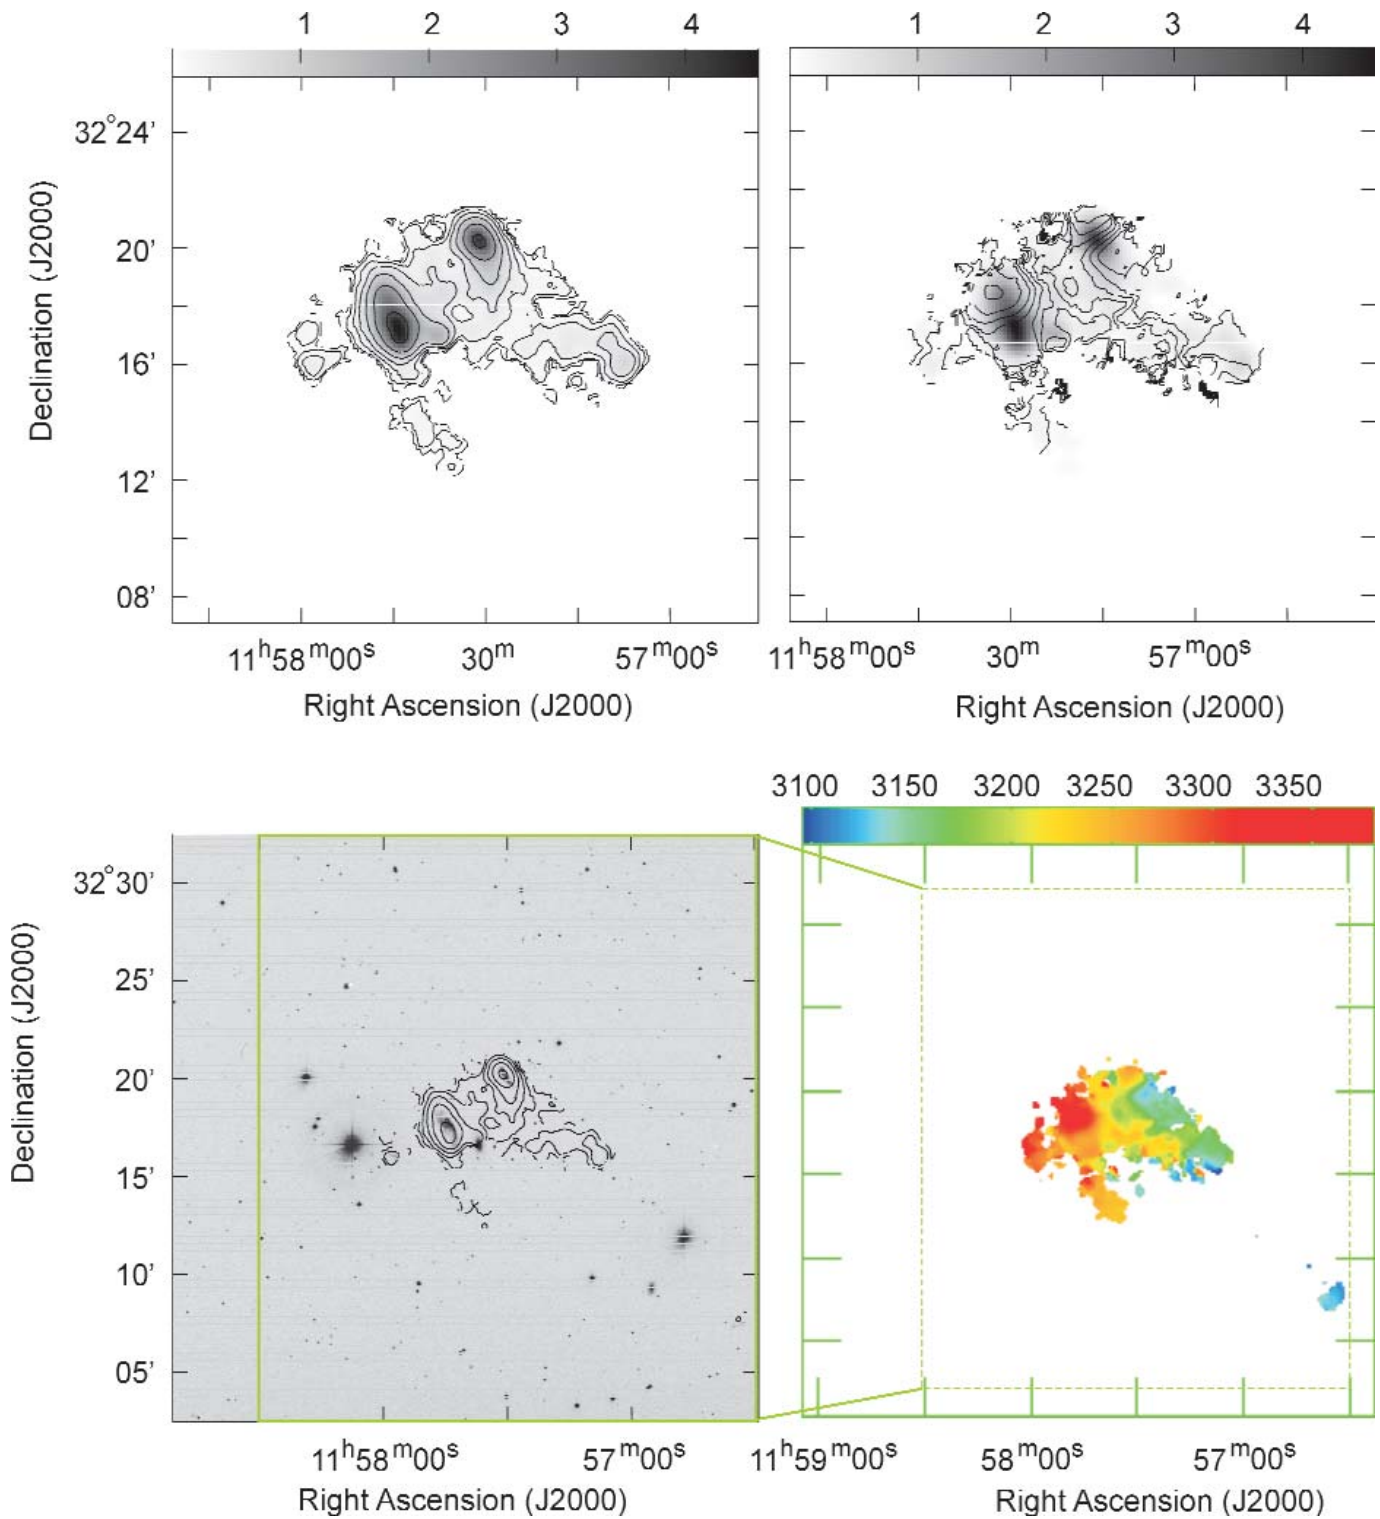 1 2 3 4
1 2 3 4
32°24'
20'
16'
12'
08'
Declination (J2000)
11h58m00s 30m 57m00s
Right Ascension (J2000)
11h58m00s 30m 57m00s
Right Ascension (J2000)
3100 3150 3200 3250 3300 3350
32°30'
25'
20'
15'
10'
05'
Declination (J2000)
11h58m00s 57m00s
Right Ascension (J2000)
11h59m00s 58m00s 57m00s
Right Ascension (J2000)